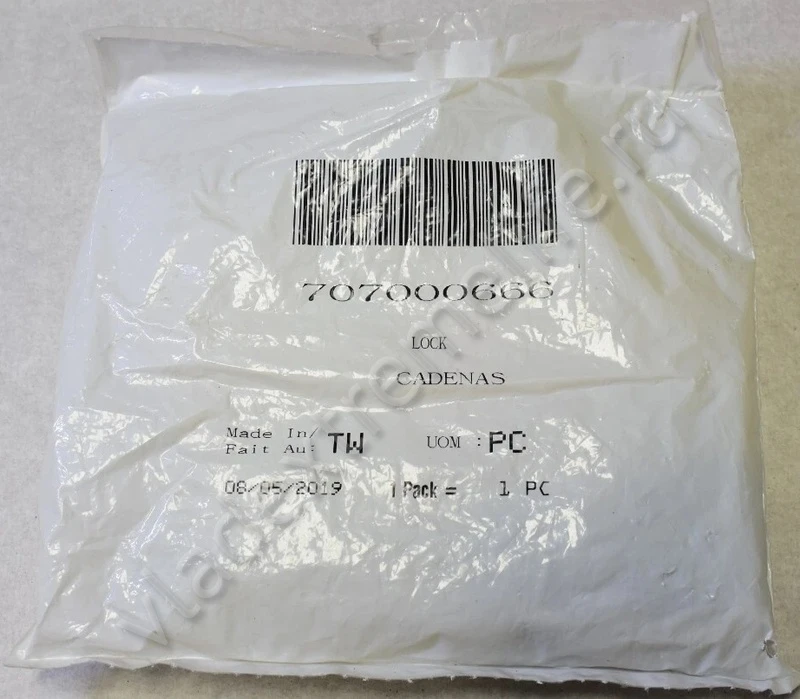 707000666
LOCK
CADENAS
Made In/
Fait Au: TW UOM : PC
08/05/2019 1 Pack = 1 PC